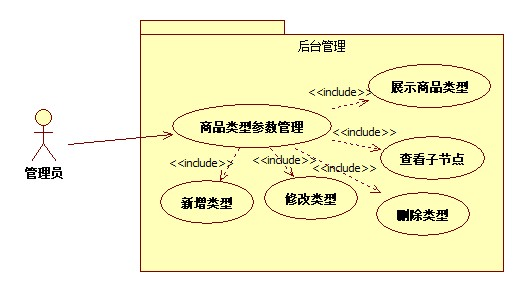 后台管理
<<include>>
展示商品类型
商品类型参数管理
<<include>>
管理员
<<include>>
<<include>>
<<include>>
查看子节点
新增类型
修改类型
删除类型